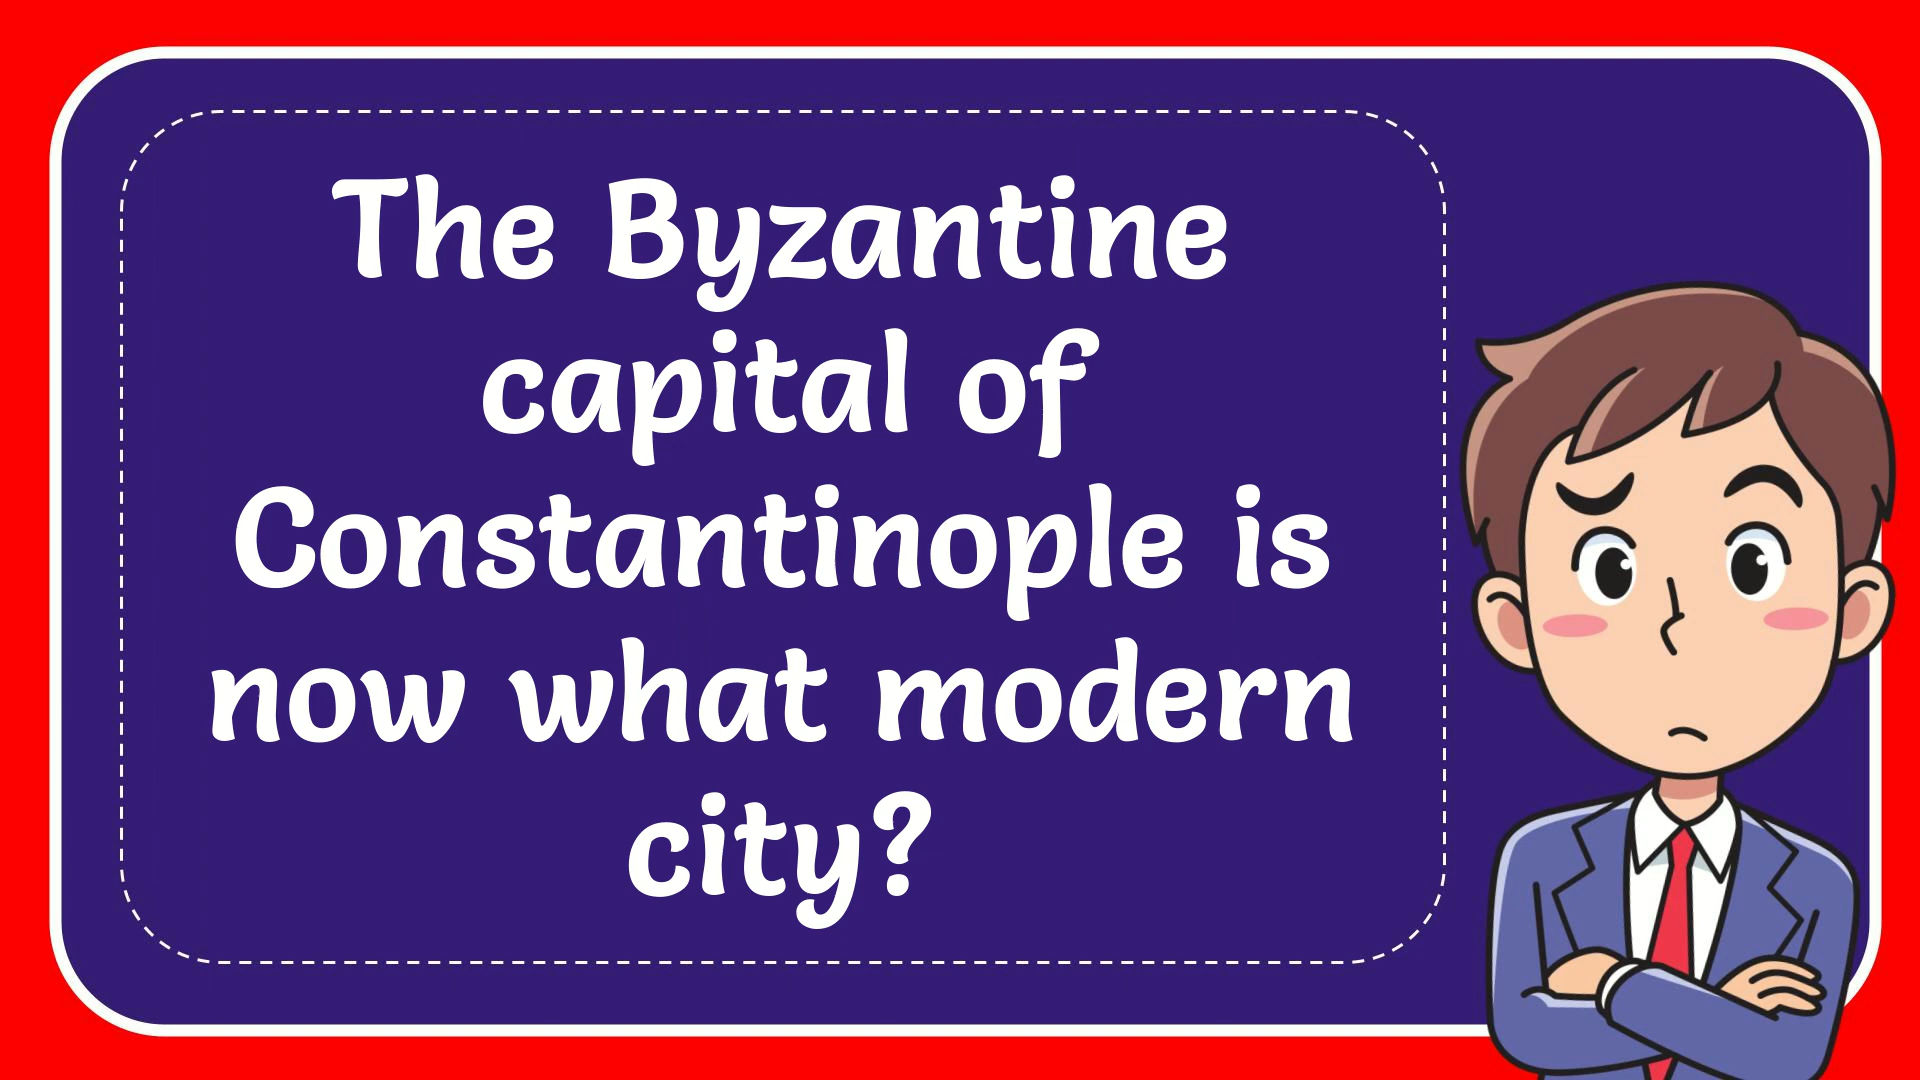 The Byzantine
capital of
Constantinople is
now what modern
city?